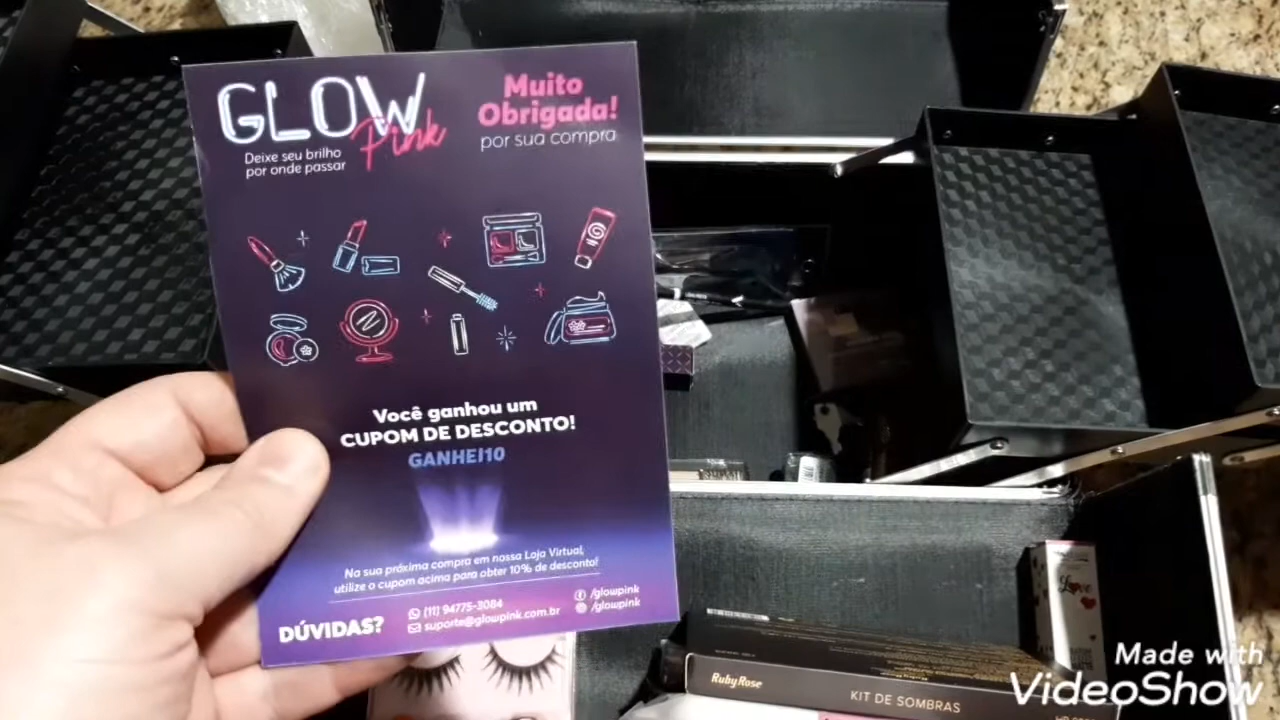 GLOW
Pink
Deixe seu brilho
por onde passar
Muito
Obrigada!
por sua compra
Você ganhou um
CUPOM DE DESCONTO!
GANHEI10
Na sua próxima compra em nossa Loja Virtual,
utilize o cupom acima para obter 10% de desconto!
DÚVIDAS?
(11) 94775-3084
suporte@glowpink.com.br
/glowpink
/glowpink
Love
RubyRose
KIT DE SOMBRAS
Made with
VideoShow